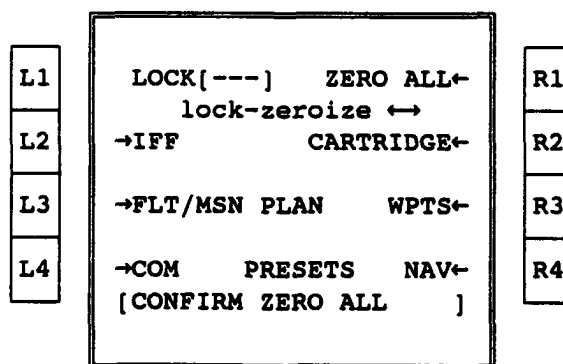 L1 LOCK[---] ZERO ALL← R1
lock-zeroize ↔
L2 →IFF CARTRIDGE← R2
L3 →FLT/MSN PLAN WPTS← R3
L4 →COM PRESETS NAV← R4
[CONFIRM ZERO ALL ]